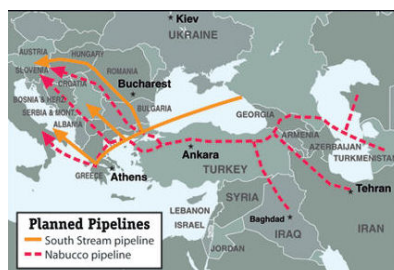 Kiev
UKRAINE
AUSTRIA
HUNGARY
SLOVENIA
ROMANIA
CROATIA
Bucharest
BOSNIA & HERZ.
SERBIA & MONT.
BULGARIA
ALBANIA
GEORGIA
ARMENIA
AZERBAIJAN
TURKMENISTAN
Ankara
GREECE
Athens
TURKEY
Tehran
SYRIA
LEBANON
ISRAEL
Baghdad
IRAQ
IRAN
JORDAN
Planned Pipelines
South Stream pipeline
Nabucco pipeline